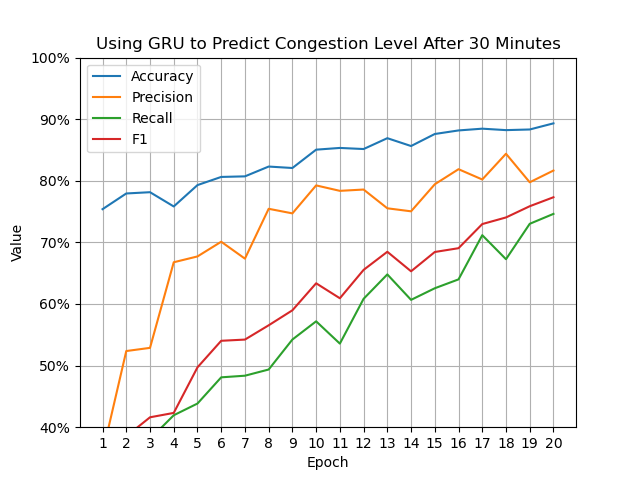 Using GRU to Predict Congestion Level After 30 Minutes
100%
90%
80%
70%
60%
50%
40%
Value
Accuracy
Precision
Recall
F1
1 2 3 4 5 6 7 8 9 10 11 12 13 14 15 16 17 18 19 20
Epoch